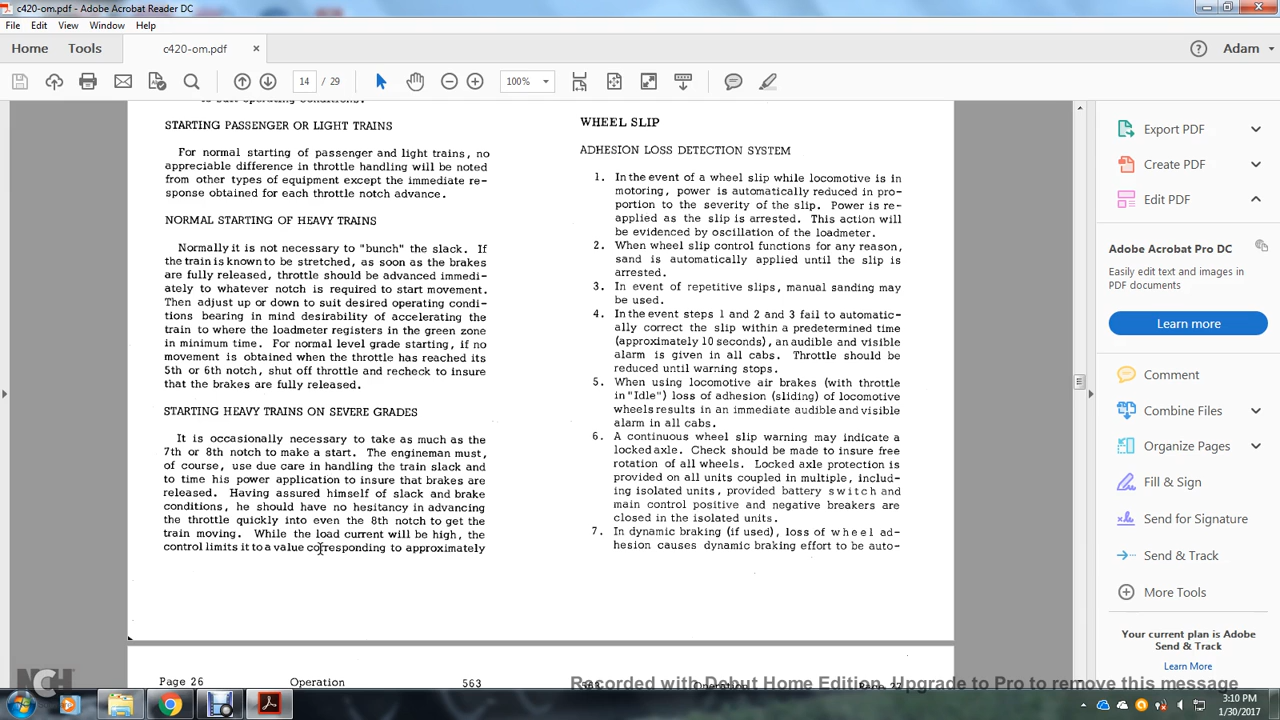 c420-om.pdf - Adobe Acrobat Reader DC
File Edit View Window Help
Home Tools c420-om.pdf × ? Adam
14 / 29 100%
to suit operating conditions.
STARTING PASSENGER OR LIGHT TRAINS
For normal starting of passenger and light trains, no
appreciable difference in throttle handling will be noted
from other types of equipment except the immediate re-
sponse obtained for each throttle notch advance.
NORMAL STARTING OF HEAVY TRAINS
Normally it is not necessary to "bunch" the slack. If
the train is known to be stretched, as soon as the brakes
are fully released, throttle should be advanced immedi-
ately to whatever notch is required to start movement.
Then adjust up or down to suit desired operating condi-
tions bearing in mind desirability of accelerating the
train to where the loadmeter registers in the green zone
in minimum time. For normal level grade starting, if no
movement is obtained when the throttle has reached its
5th or 6th notch, shut off throttle and recheck to insure
that the brakes are fully released.
STARTING HEAVY TRAINS ON SEVERE GRADES
It is occasionally necessary to take as much as the
7th or 8th notch to make a start. The engineman must,
of course, use due care in handling the train slack and
to time his power application to insure that brakes are
released. Having assured himself of slack and brake
conditions, he should have no hesitancy in advancing
the throttle quickly into even the 8th notch to get the
train moving. While the load current will be high, the
control limits it to a value corresponding to approximately
WHEEL SLIP
ADHESION LOSS DETECTION SYSTEM
1. In the event of a wheel slip while locomotive is in
motoring, power is automatically reduced in pro-
portion to the severity of the slip. Power is re-
applied as the slip is arrested. This action will
be evidenced by oscillation of the loadmeter.
2. When wheel slip control functions for any reason,
sand is automatically applied until the slip is
arrested.
3. In event of repetitive slips, manual sanding may
be used.
4. In the event steps 1 and 2 and 3 fail to automatic-
ally correct the slip within a predetermined time
(approximately 10 seconds), an audible and visible
alarm is given in all cabs. Throttle should be
reduced until warning stops.
5. When using locomotive air brakes (with throttle
in "Idle") loss of adhesion (sliding) of locomotive
wheels results in an immediate audible and visible
alarm in all cabs.
6. A continuous wheel slip warning may indicate a
locked axle. Check should be made to insure free
rotation of all wheels. Locked axle protection is
provided on all units coupled in multiple, includ-
ing isolated units, provided battery switch and
main control positive and negative breakers are
closed in the isolated units.
7. In dynamic braking (if used), loss of wheel ad-
hesion causes dynamic braking effort to be auto-
Page 26 Operation 563
Export PDF
Create PDF
Edit PDF
Adobe Acrobat Pro DC
Easily edit text and images in
PDF documents
Learn more
Comment
Combine Files
Organize Pages
Fill & Sign
Send for Signature
Send & Track
More Tools
Your current plan is Adobe
Send & Track
Learn More
NCH
Recorded with Debut Home Edition. Upgrade to Pro to remove this message
3:10 PM
1/30/2017